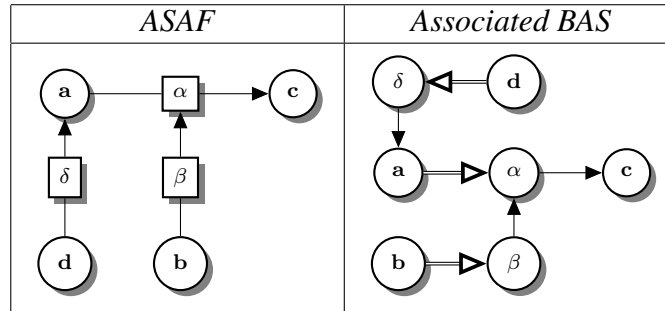 ASAF
Associated BAS
a α c
δ β
d b
δ d
a α c
b β